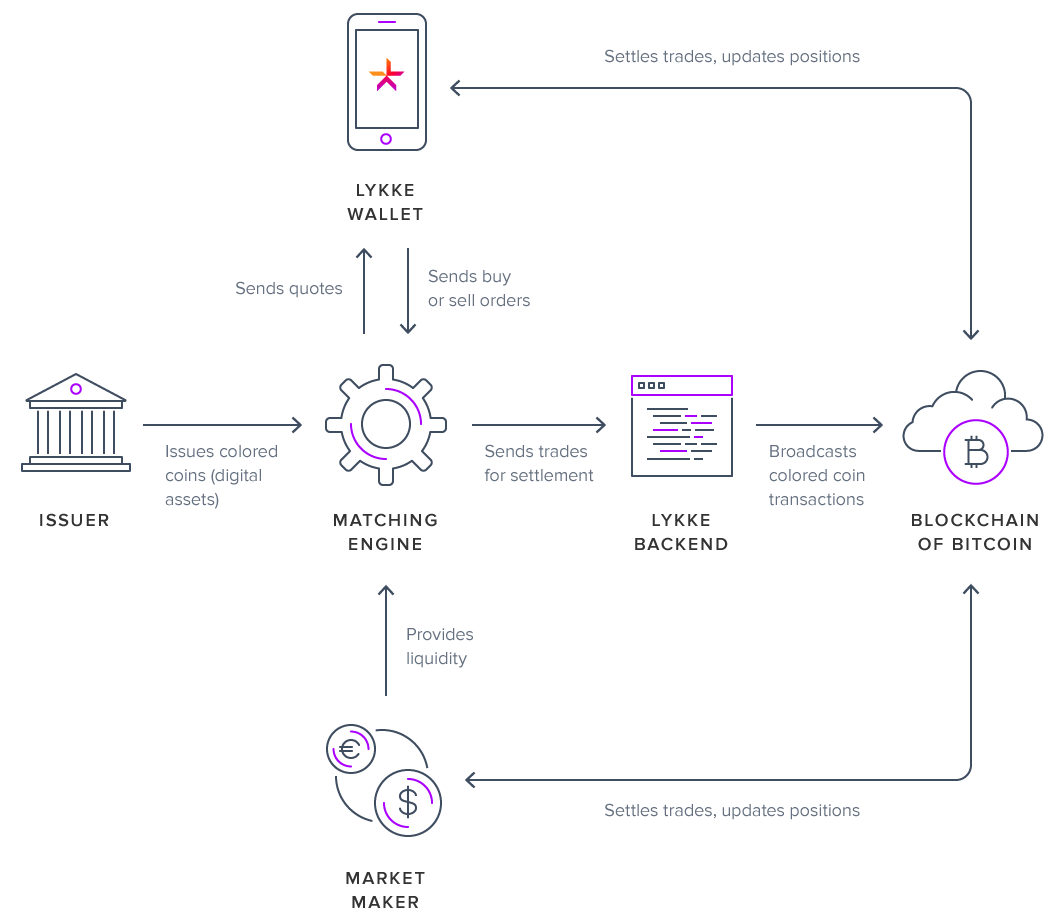 Settles trades, updates positions
LYKKE
WALLET
Sends quotes
Sends buy
or sell orders
Issues colored
coins (digital
assets)
Sends trades
for settlement
Broadcasts
colored coin
transactions
ISSUER
MATCHING
ENGINE
LYKKE
BACKEND
BLOCKCHAIN
OF BITCOIN
Provides
liquidity
€
$
Settles trades, updates positions
MARKET
MAKER